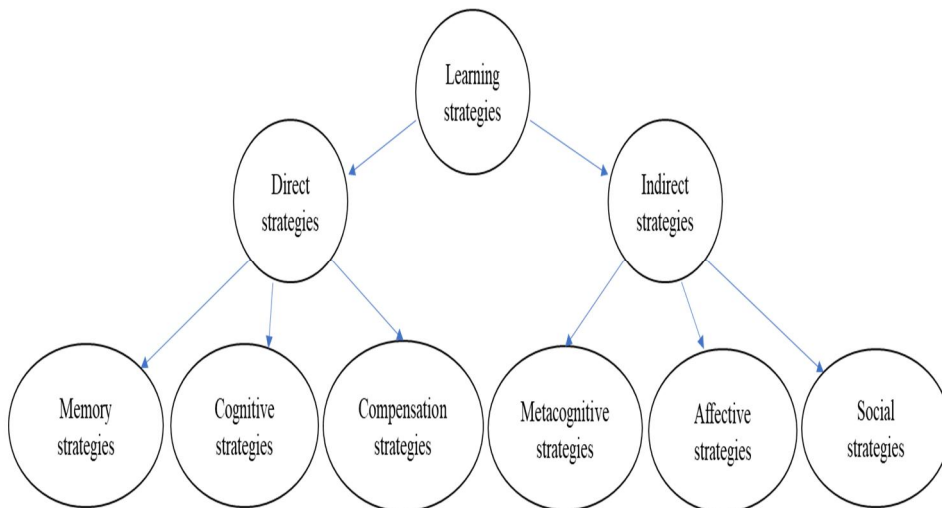 Learning
strategies
Direct
strategies
Indirect
strategies
Memory
strategies
Cognitive
strategies
Compensation
strategies
Metacognitive
strategies
Affective
strategies
Social
strategies